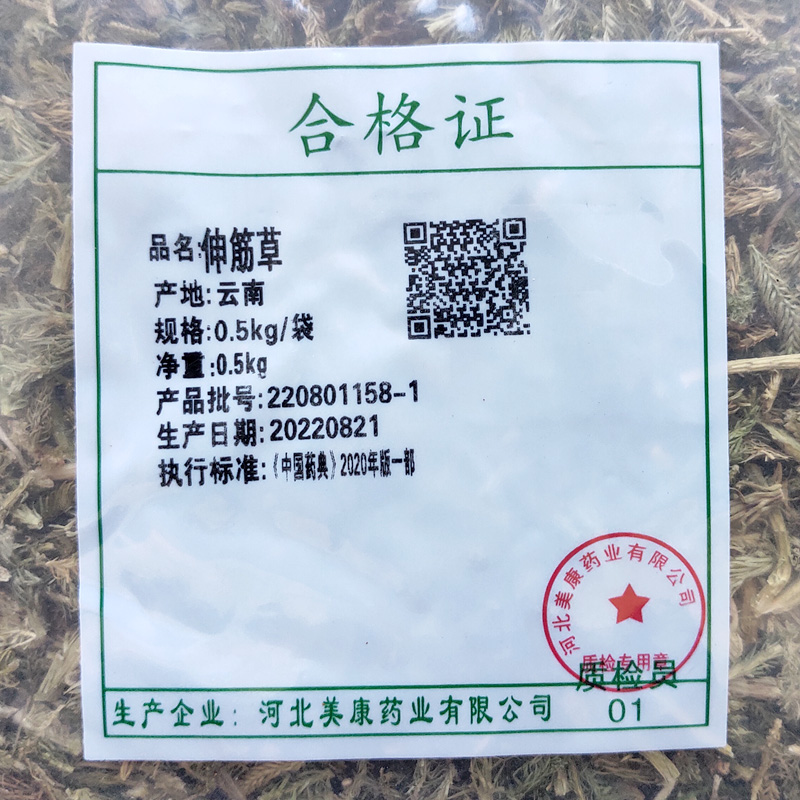 合格证
品名:伸筋草
产地:云南
规格:0.5kg/袋
净重:0.5kg
产品批号:220801158-1
生产日期:20220821
执行标准:《中国药典》2020年版一部
河北美康药业有限公司
质检专用章
质检员
01
生产企业：河北美康药业有限公司